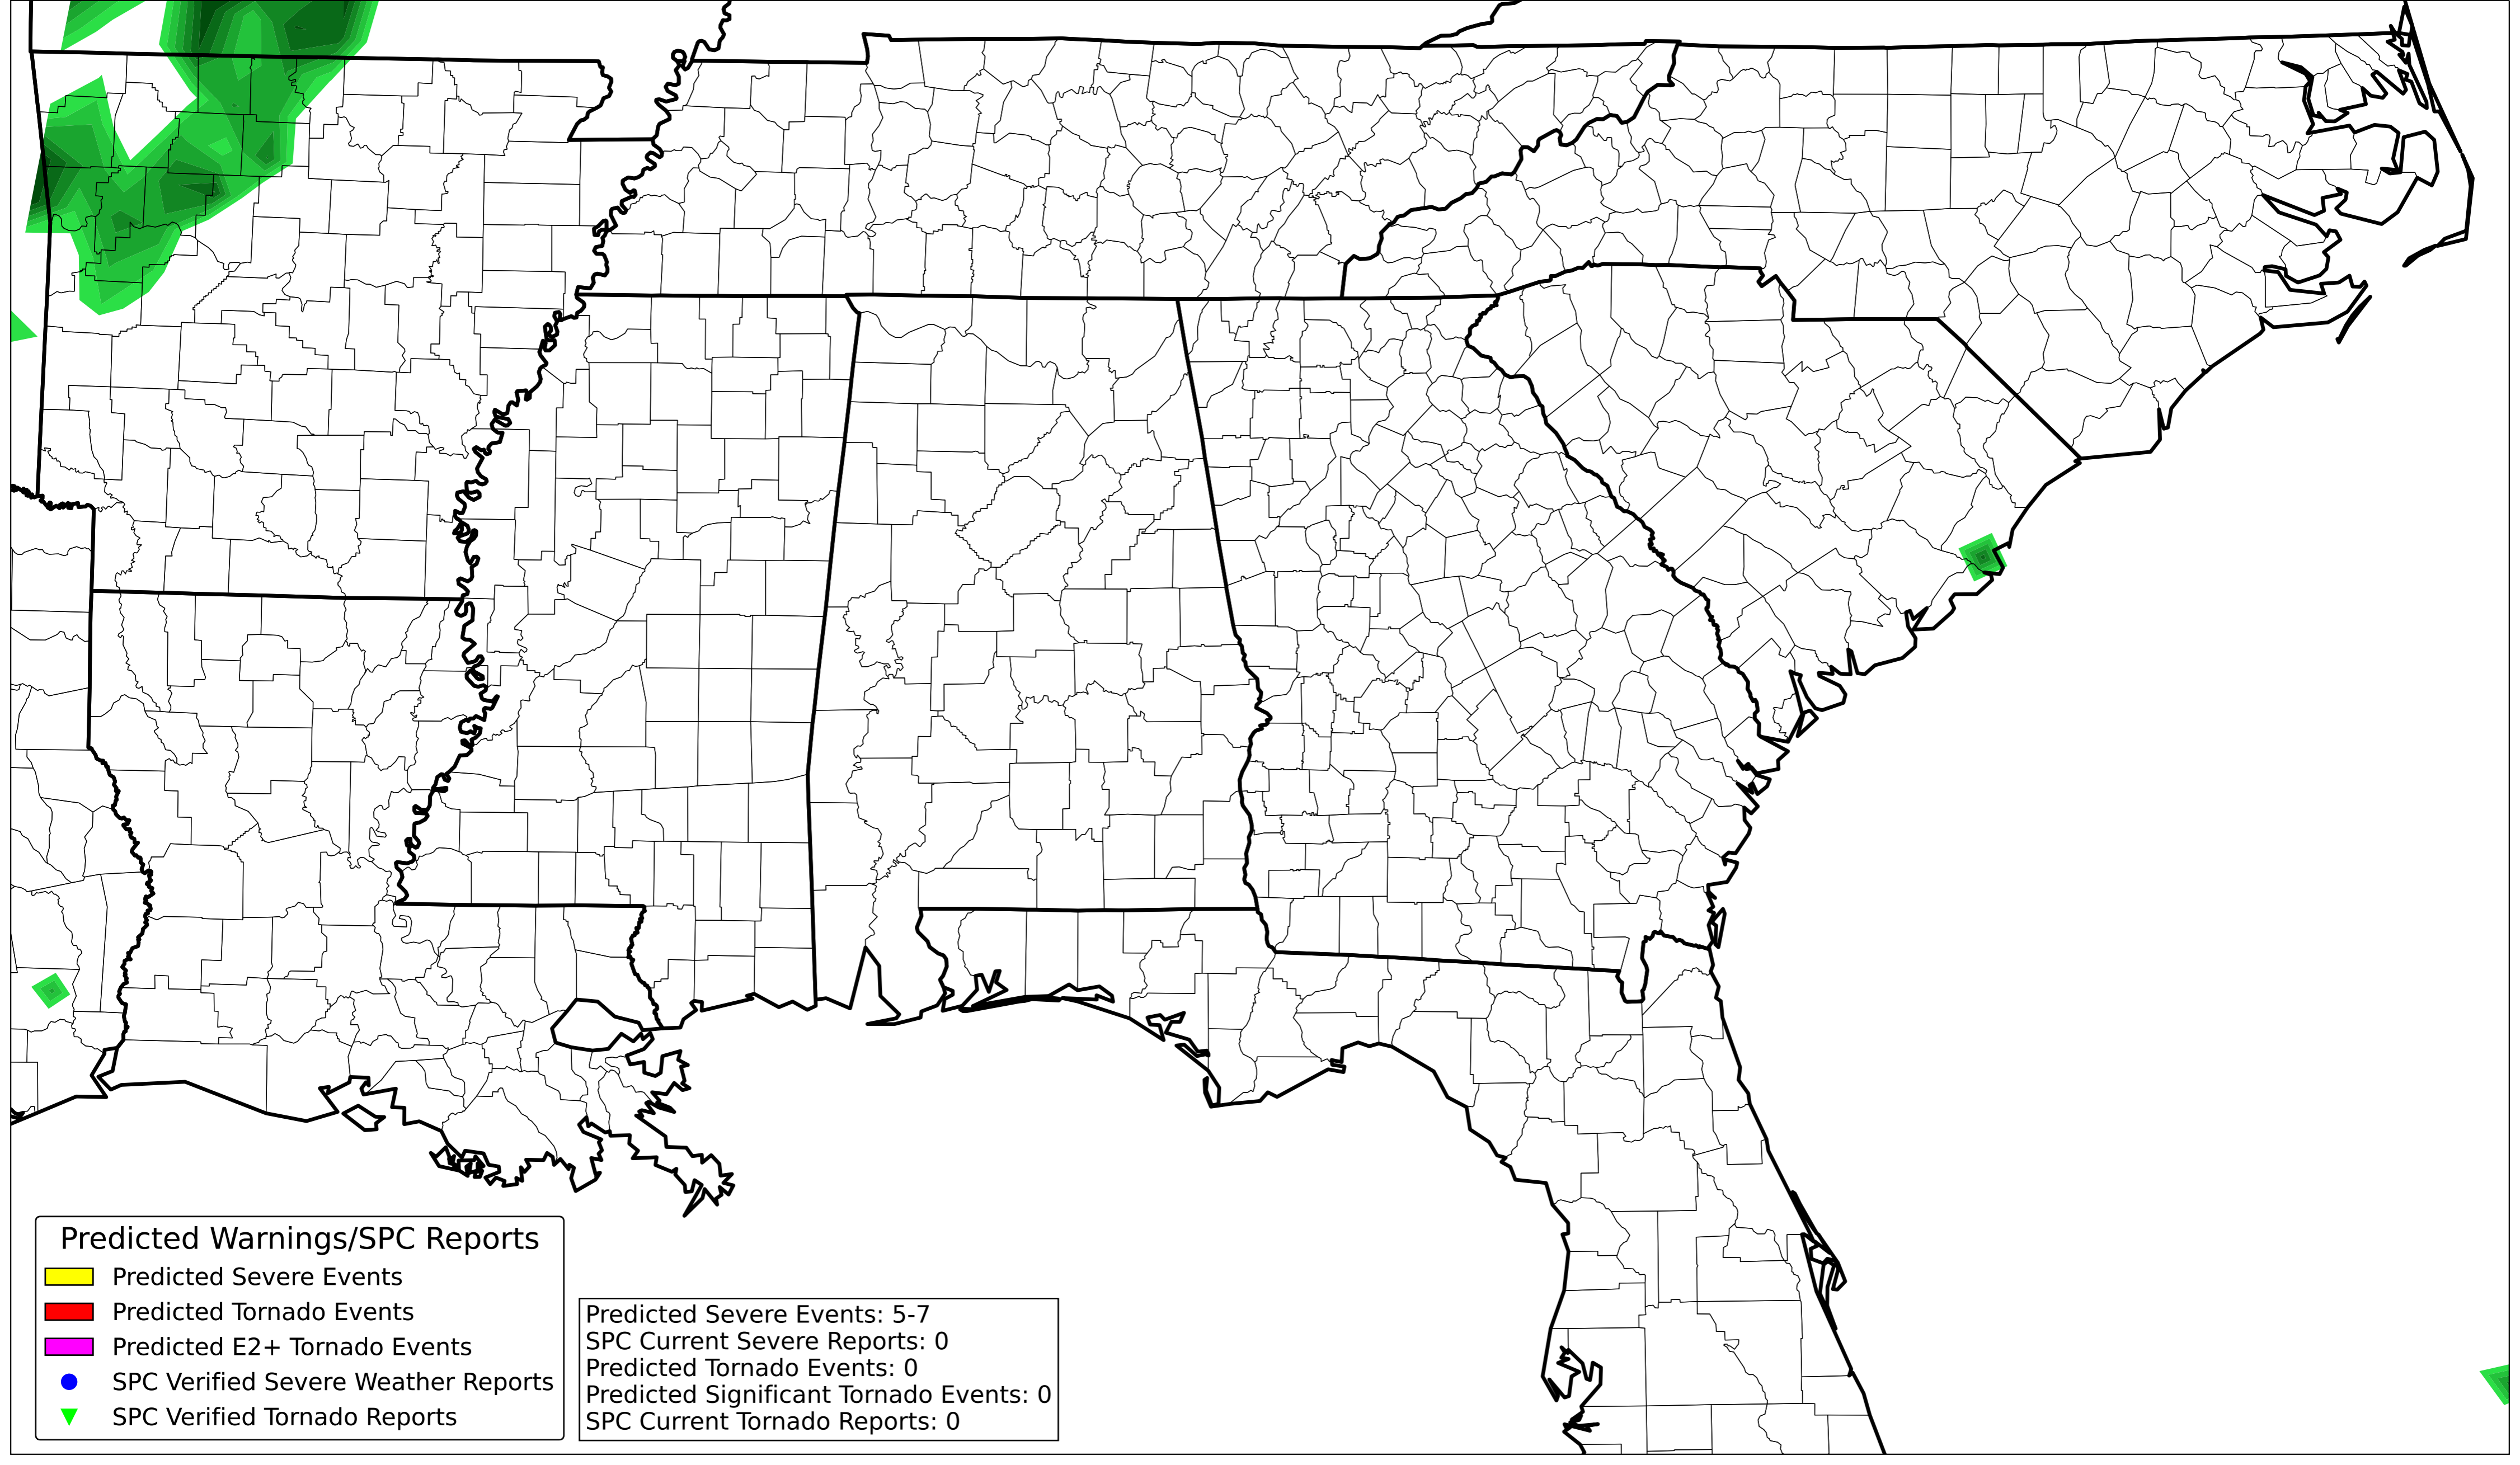 Predicted Warnings/SPC Reports
Predicted Severe Events
Predicted Tornado Events
Predicted E2+ Tornado Events
SPC Verified Severe Weather Reports
SPC Verified Tornado Reports
Predicted Severe Events: 5-7
SPC Current Severe Reports: 0
Predicted Tornado Events: 0
Predicted Significant Tornado Events: 0
SPC Current Tornado Reports: 0